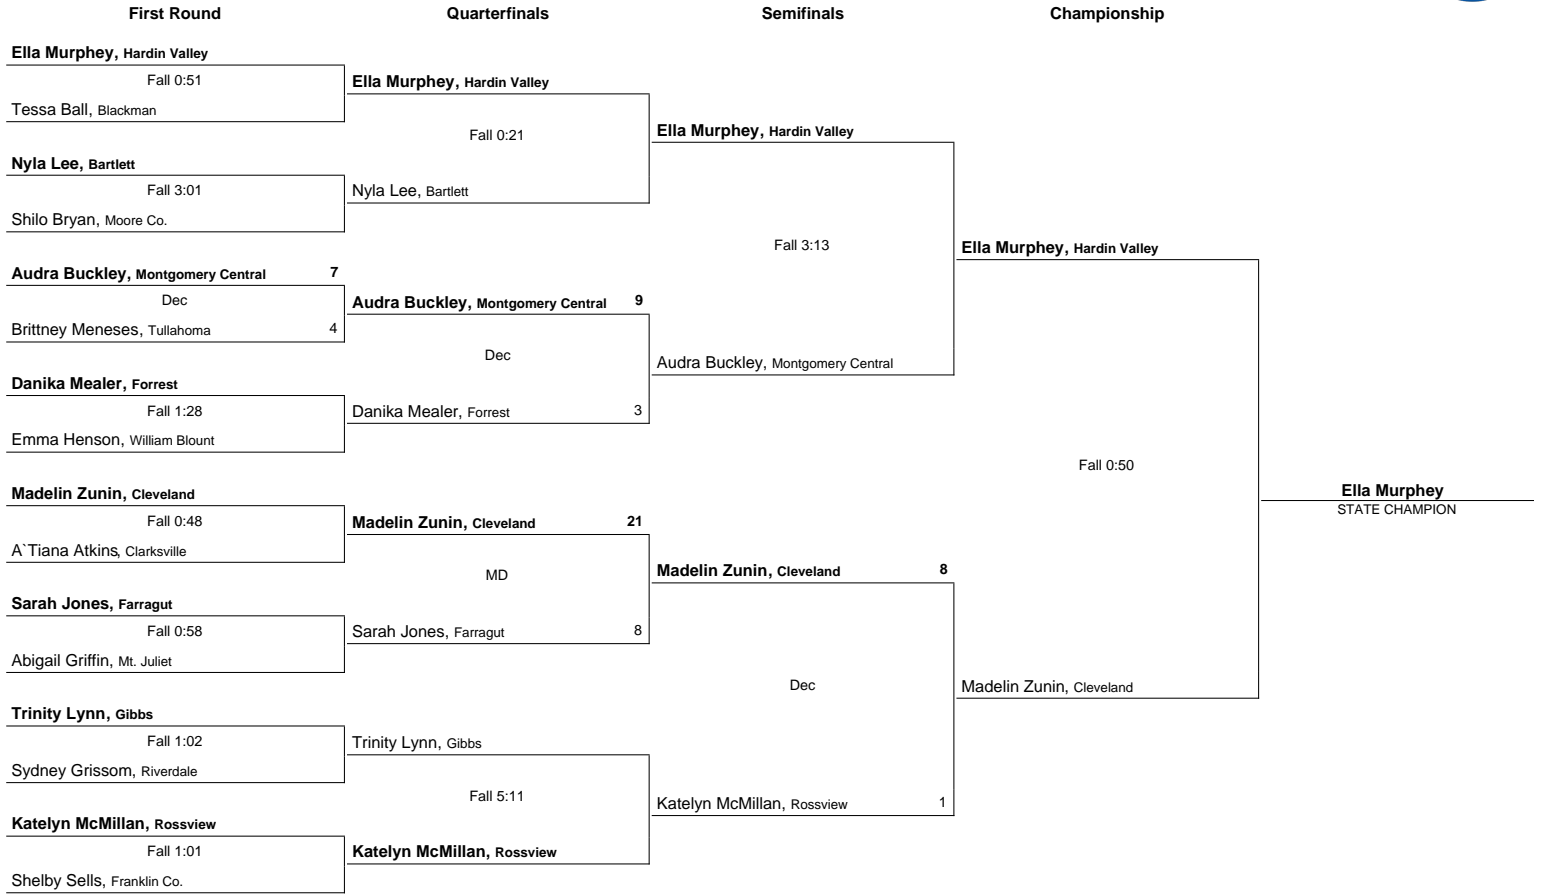 First Round
Quarterfinals
Semifinals
Championship
Ella Murphey, Hardin Valley
Fall 0:51
Tessa Ball, Blackman
Nyla Lee, Bartlett
Fall 3:01
Shilo Bryan, Moore Co.
Audra Buckley, Montgomery Central 7
Dec
Brittney Meneses, Tullahoma 4
Danika Mealer, Forrest
Fall 1:28
Emma Henson, William Blount
Madelin Zunin, Cleveland
Fall 0:48
A`Tiana Atkins, Clarksville
Sarah Jones, Farragut
Fall 0:58
Abigail Griffin, Mt. Juliet
Trinity Lynn, Gibbs
Fall 1:02
Sydney Grissom, Riverdale
Katelyn McMillan, Rossview
Fall 1:01
Shelby Sells, Franklin Co.
Ella Murphey, Hardin Valley
Fall 0:21
Nyla Lee, Bartlett
Audra Buckley, Montgomery Central 9
Dec
Danika Mealer, Forrest 3
Madelin Zunin, Cleveland 21
MD
Sarah Jones, Farragut 8
Trinity Lynn, Gibbs
Fall 5:11
Katelyn McMillan, Rossview
Ella Murphey, Hardin Valley
Fall 3:13
Audra Buckley, Montgomery Central
Madelin Zunin, Cleveland 8
Dec
Katelyn McMillan, Rossview 1
Ella Murphey, Hardin Valley
Fall 0:50
Madelin Zunin, Cleveland
Ella Murphey
STATE CHAMPION